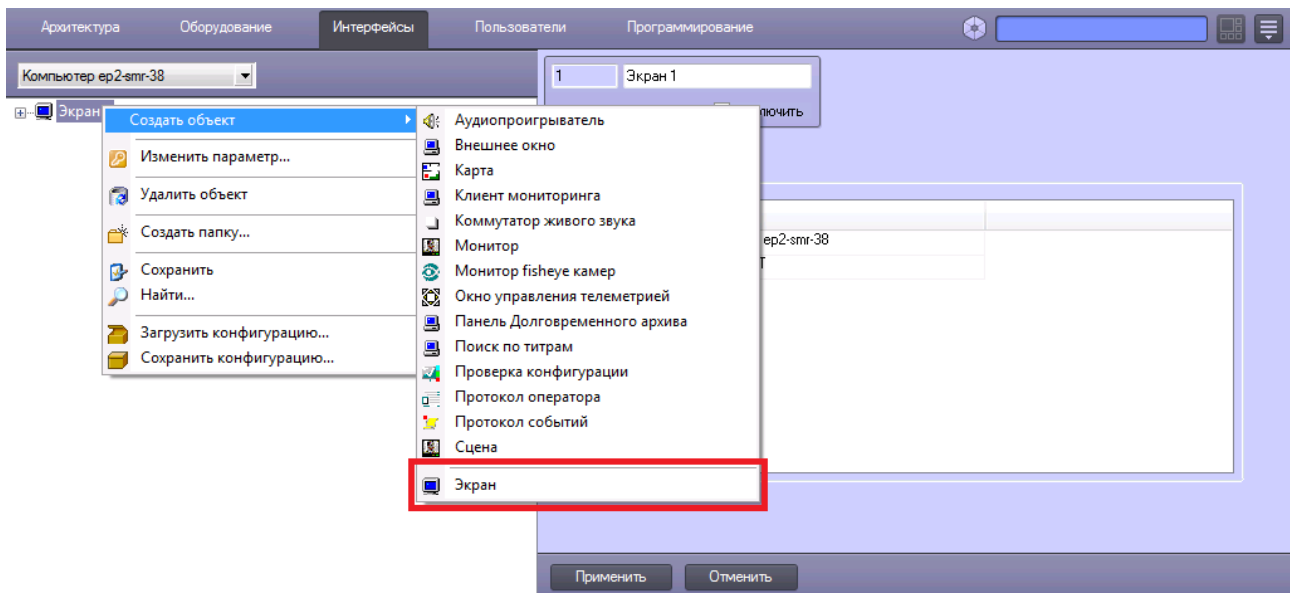 Архитектура Оборудование Интерфейсы Пользователи Программирование
Компьютер ep2-smr-38
1 Экран 1
Экран
Создать объект
Изменить параметр...
Удалить объект
Создать папку...
Сохранить
Найти...
Загрузить конфигурацию...
Сохранить конфигурацию...
Аудиопроигрыватель
Внешнее окно
Карта
Клиент мониторинга
Коммутатор живого звука
Монитор
Монитор fisheye камер
Окно управления телеметрией
Панель Долговременного архива
Поиск по титрам
Проверка конфигурации
Протокол оператора
Протокол событий
Сцена
Экран
ep2-smr-38
Применить Отменить